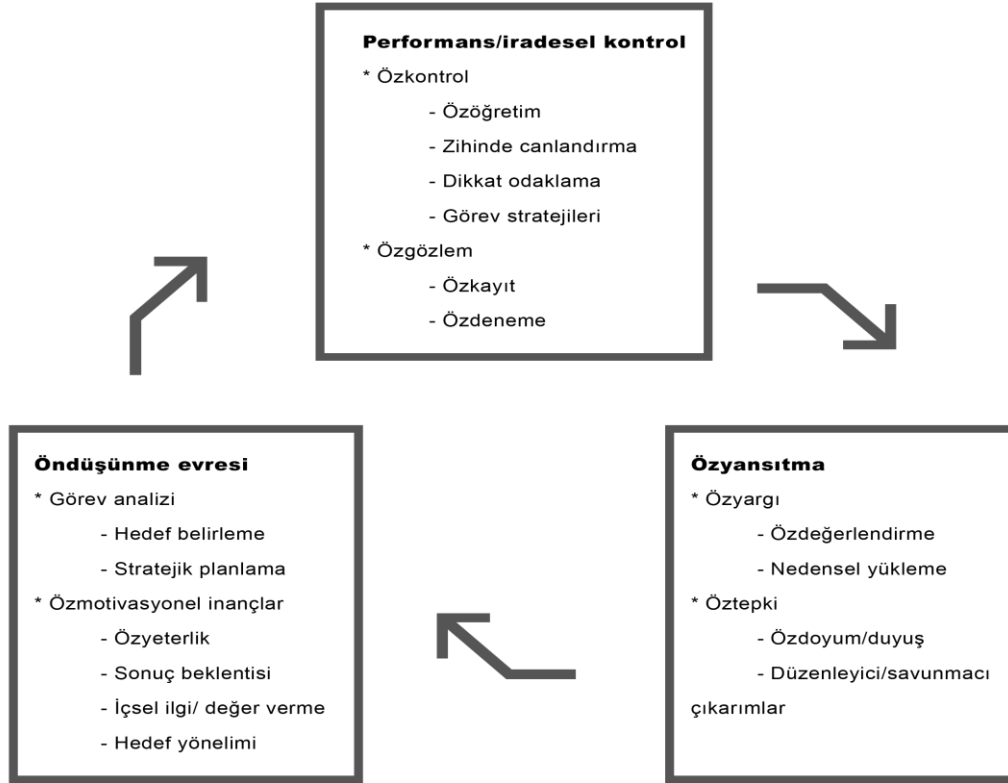 Performans/iradesel kontrol
* Özkontrol
- Özöğretim
- Zihinde canlandırma
- Dikkat odaklama
- Görev stratejileri
* Özgözlem
- Özkayıt
- Özdeneme
Öndüşünme evresi
* Görev analizi
- Hedef belirleme
- Stratejik planlama
* Özmotivasyonel inançlar
- Özyeterlik
- Sonuç beklentisi
- İçsel ilgi/ değer verme
- Hedef yönelimi
Özyansıtma
* Özyargı
- Özdeğerlendirme
- Nedensel yükleme
* Öztepki
- Özdoyum/duyuş
- Düzenleyici/savunmacı
çıkarımlar